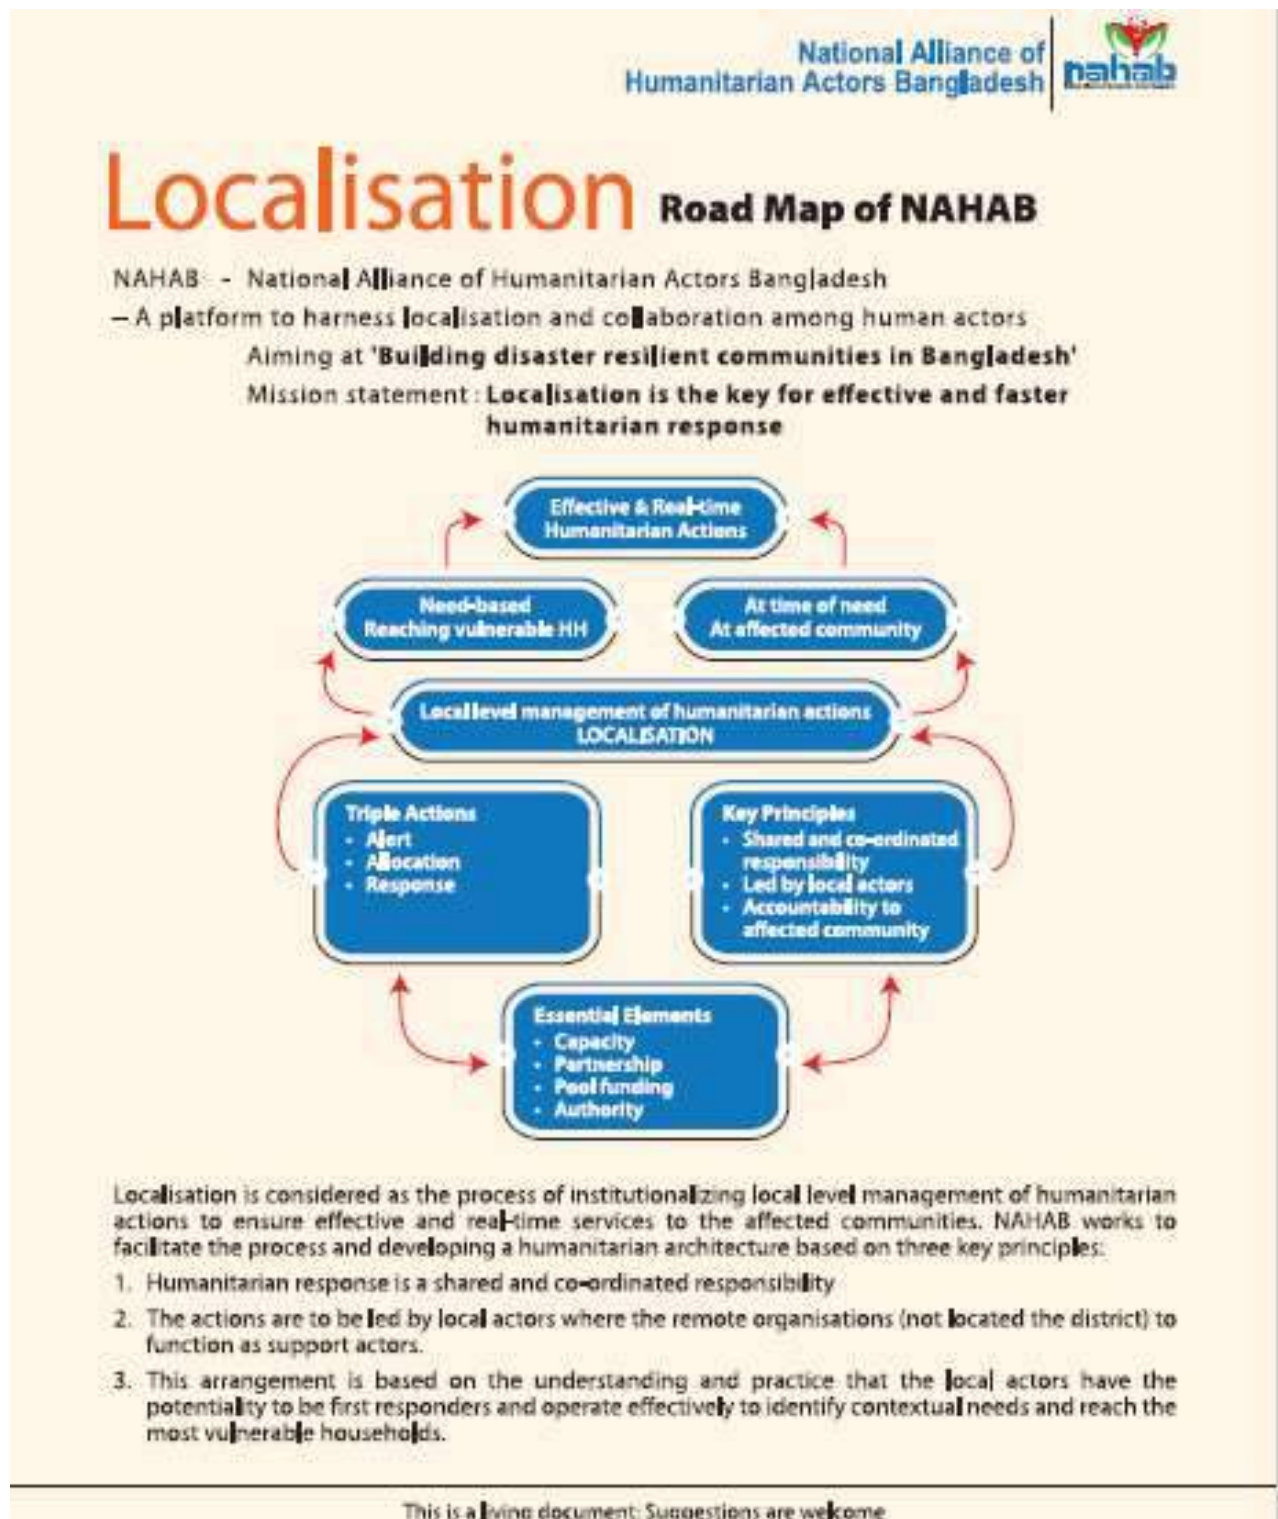 National Alliance of
Humanitarian Actors Bangladesh
nahab
Localisation Road Map of NAHAB
NAHAB - National Alliance of Humanitarian Actors Bangladesh
– A platform to harness localisation and collaboration among human actors
Aiming at 'Building disaster resilient communities in Bangladesh'
Mission statement : Localisation is the key for effective and faster
humanitarian response
Effective & Real-time
Humanitarian Actions
Need-based
Reaching vulnerable HH
At time of need
At affected community
Local level management of humanitarian actions
LOCALISATION
Triple Actions
• Alert
• Allocation
• Response
Key Principles
• Shared and co-ordinated
responsibility
• Led by local actors
• Accountability to
affected community
Essential Elements
• Capacity
• Partnership
• Pool funding
• Authority
Localisation is considered as the process of institutionalizing local level management of humanitarian
actions to ensure effective and real-time services to the affected communities. NAHAB works to
facilitate the process and developing a humanitarian architecture based on three key principles:
1. Humanitarian response is a shared and co-ordinated responsibility
2. The actions are to be led by local actors where the remote organisations (not located the district) to
function as support actors.
3. This arrangement is based on the understanding and practice that the local actors have the
potentiality to be first responders and operate effectively to identify contextual needs and reach the
most vulnerable households.
This is a living document: Suggestions are welcome